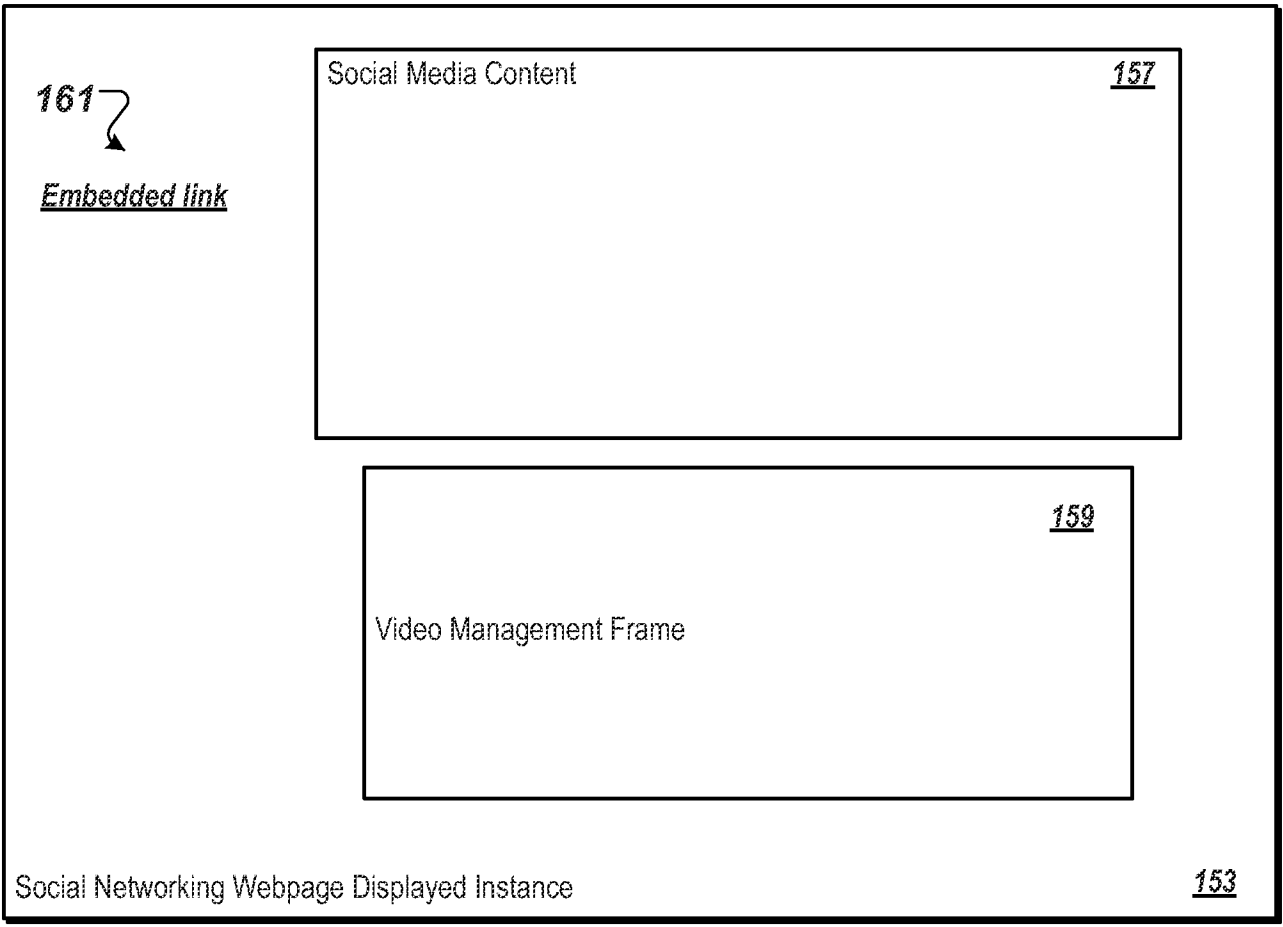 Social Media Content 157
161
Embedded link
159
Video Management Frame
Social Networking Webpage Displayed Instance 153